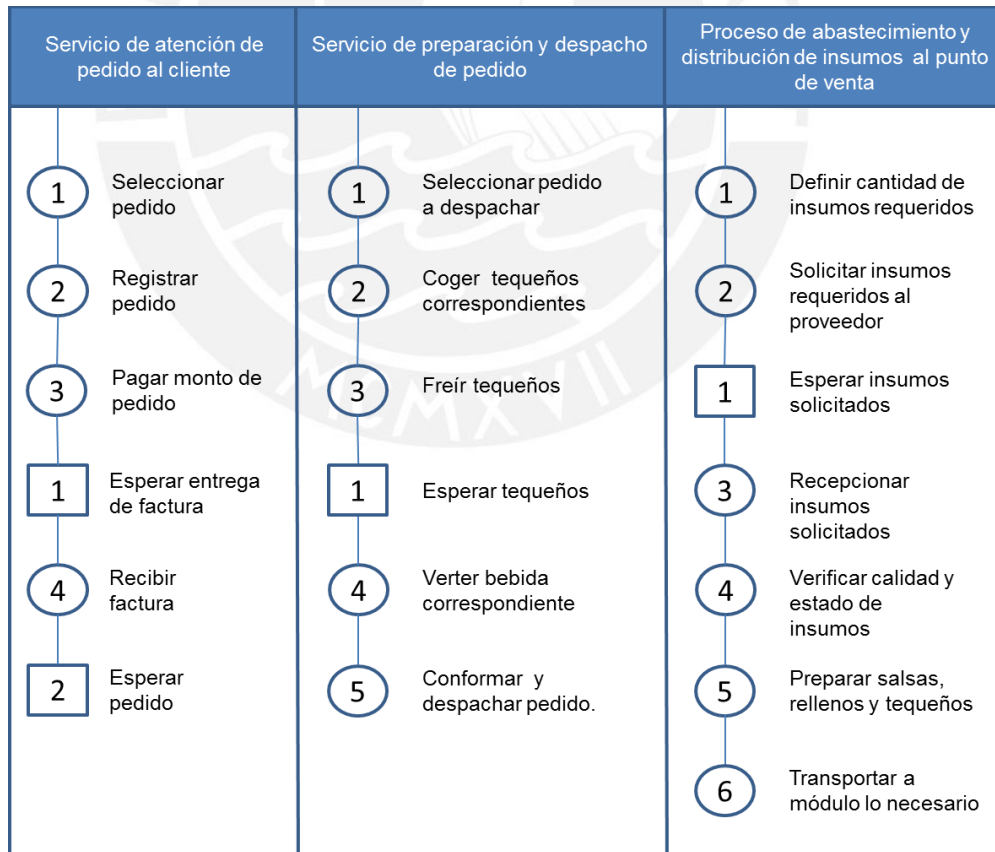 Servicio de atención de
pedido al cliente
1
Seleccionar
pedido
2
Registrar
pedido
3
Pagar monto de
pedido
1
Esperar entrega
de factura
4
Recibir
factura
2
Esperar
pedido
Servicio de preparación y despacho
de pedido
1
Seleccionar pedido
a despachar
2
Coger tequeños
correspondientes
3
Freír tequeños
1
Esperar tequeños
4
Verter bebida
correspondiente
5
Conformar y
despachar pedido.
Proceso de abastecimiento y
distribución de insumos al punto
de venta
1
Definir cantidad de
insumos requeridos
2
Solicitar insumos
requeridos al
proveedor
1
Esperar insumos
solicitados
3
Recepcionar
insumos
solicitados
4
Verificar calidad y
estado de
insumos
5
Preparar salsas,
rellenos y tequeños
6
Transportar a
módulo lo necesario
MCMXVII